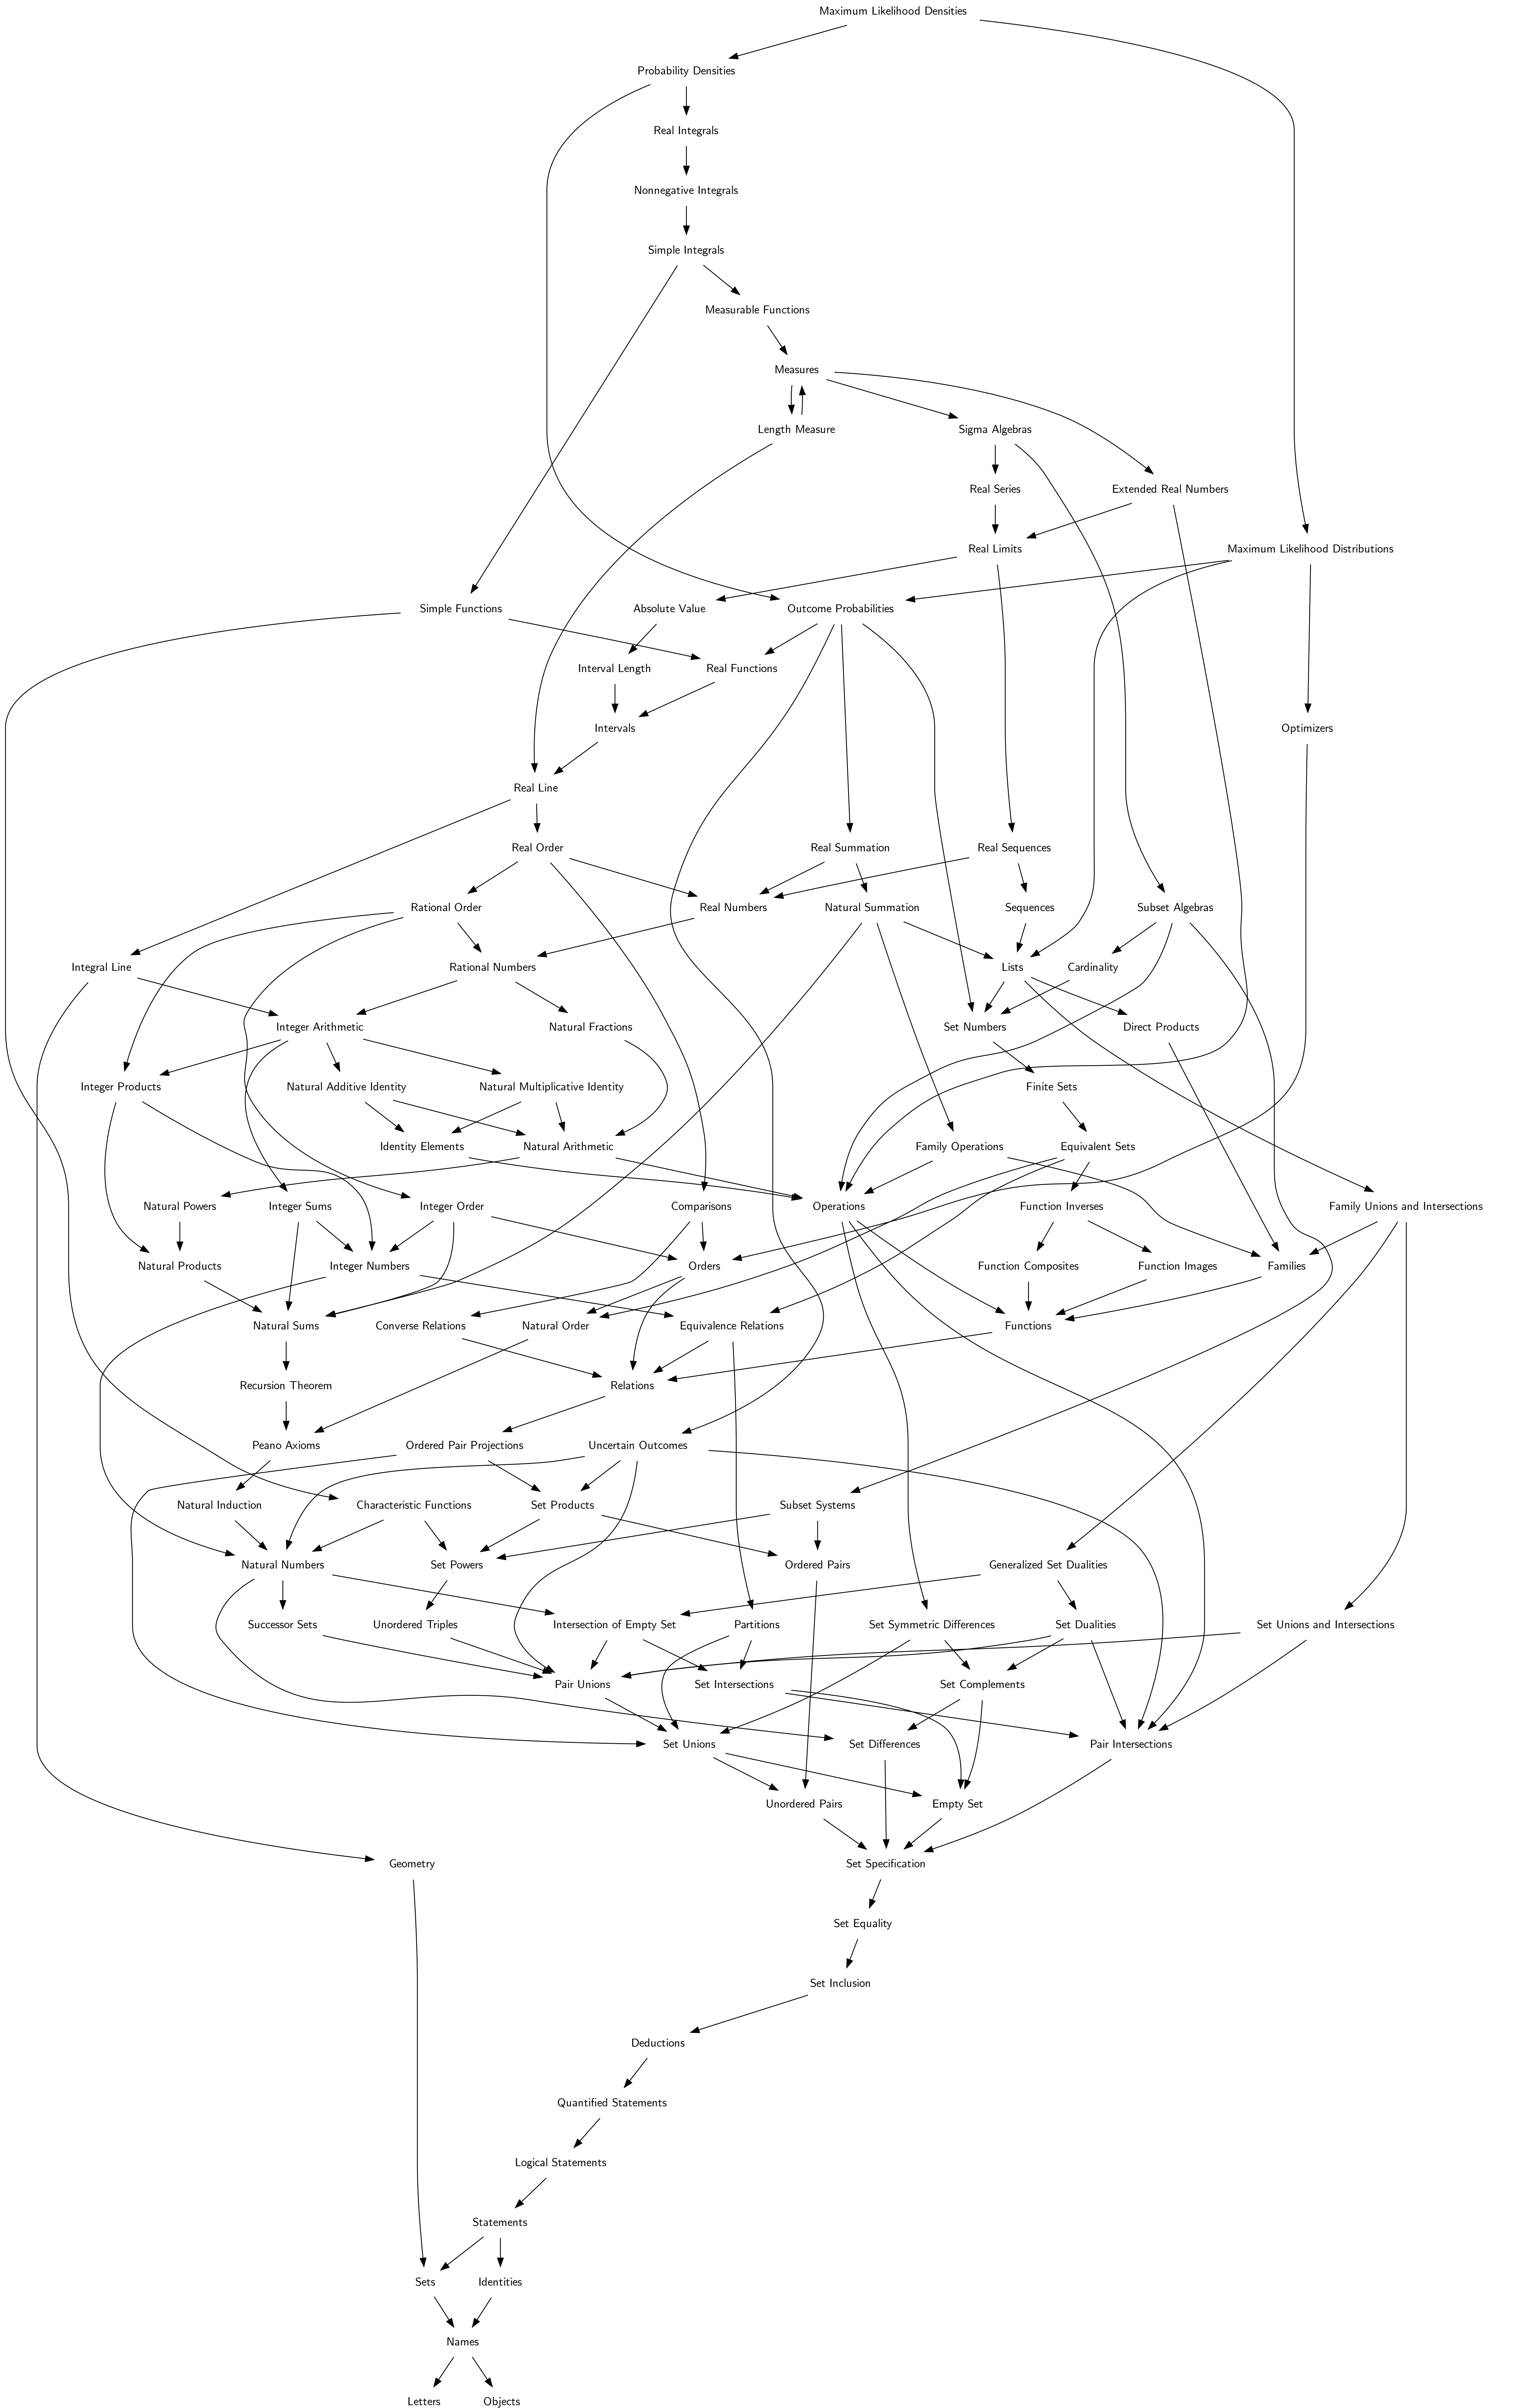 Maximum Likelihood Densities
Probability Densities
Real Integrals
Nonnegative Integrals
Simple Integrals
Measurable Functions
Measures
Length Measure
Sigma Algebras
Real Series
Extended Real Numbers
Real Limits
Maximum Likelihood Distributions
Simple Functions
Absolute Value
Outcome Probabilities
Interval Length
Real Functions
Intervals
Optimizers
Real Line
Real Order
Real Summation
Real Sequences
Rational Order
Real Numbers
Natural Summation
Sequences
Subset Algebras
Integral Line
Rational Numbers
Lists
Cardinality
Integer Arithmetic
Natural Fractions
Set Numbers
Direct Products
Integer Products
Natural Additive Identity
Natural Multiplicative Identity
Finite Sets
Identity Elements
Natural Arithmetic
Family Operations
Equivalent Sets
Natural Powers
Integer Sums
Integer Order
Comparisons
Operations
Function Inverses
Family Unions and Intersections
Natural Products
Integer Numbers
Orders
Function Composites
Function Images
Families
Natural Sums
Converse Relations
Natural Order
Equivalence Relations
Functions
Recursion Theorem
Relations
Peano Axioms
Ordered Pair Projections
Uncertain Outcomes
Natural Induction
Characteristic Functions
Set Products
Subset Systems
Natural Numbers
Set Powers
Ordered Pairs
Generalized Set Dualities
Successor Sets
Unordered Triples
Intersection of Empty Set
Partitions
Set Symmetric Differences
Set Dualities
Set Unions and Intersections
Pair Unions
Set Intersections
Set Complements
Set Unions
Set Differences
Pair Intersections
Unordered Pairs
Empty Set
Geometry
Set Specification
Set Equality
Set Inclusion
Deductions
Quantified Statements
Logical Statements
Statements
Sets
Identities
Names
Letters
Objects